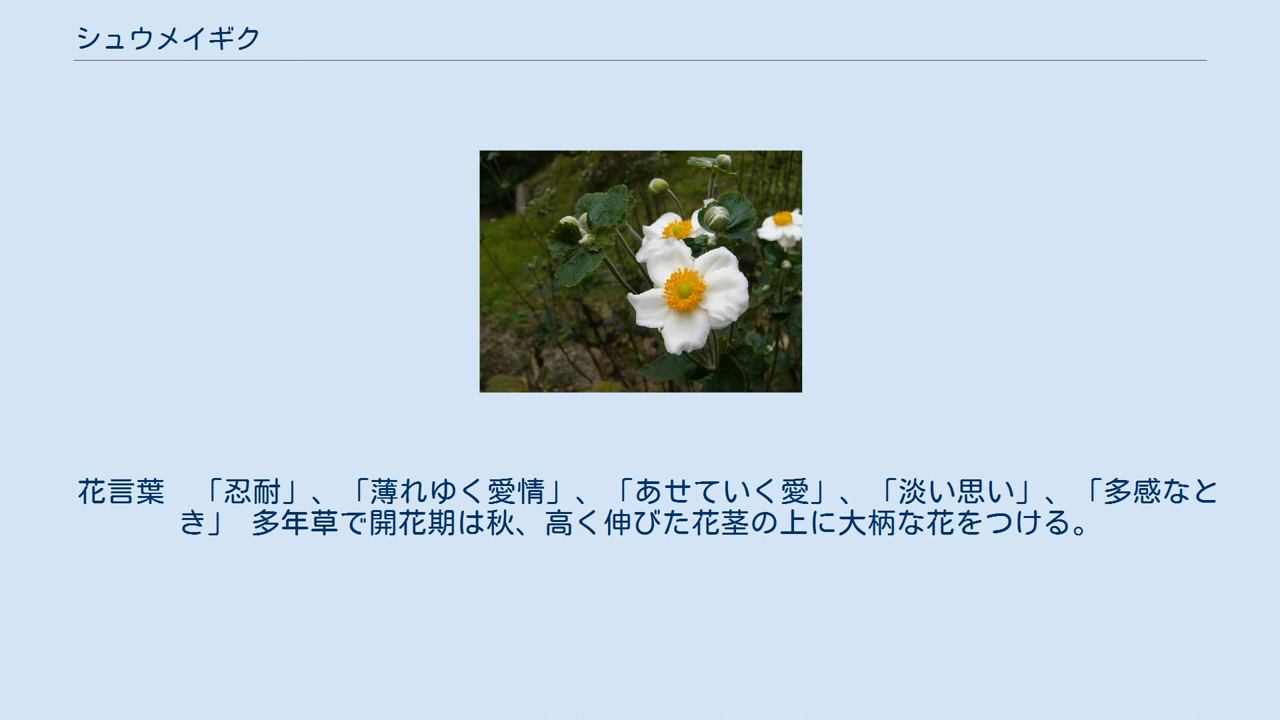 シュウメイギク
花言葉　「忍耐」、「薄れゆく愛情」、「あせていく愛」、「淡い思い」、「多感なと
き」　多年草で開花期は秋、高く伸びた花茎の上に大柄な花をつける。